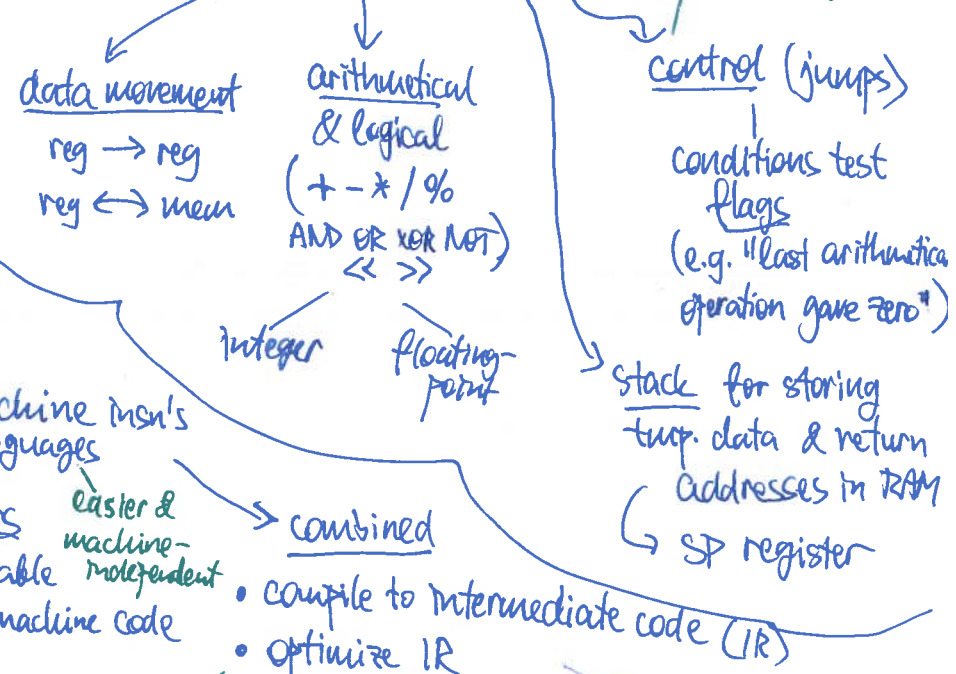 data movement
reg → reg
reg ↔ mem
arithmetical
& logical
(+ - * / %
AND OR XOR NOT)
<< >>
integer
floating-
point
control (jumps)
conditions test
flags
(e.g. "last arithmetica
operation gave zero")
stack for storing
tmp. data & return
addresses in RAM
SP register
chine insn's
guages
easier &
machine-
independent
s
able
machine code
combined
• compile to intermediate code (IR)
• optimize IR